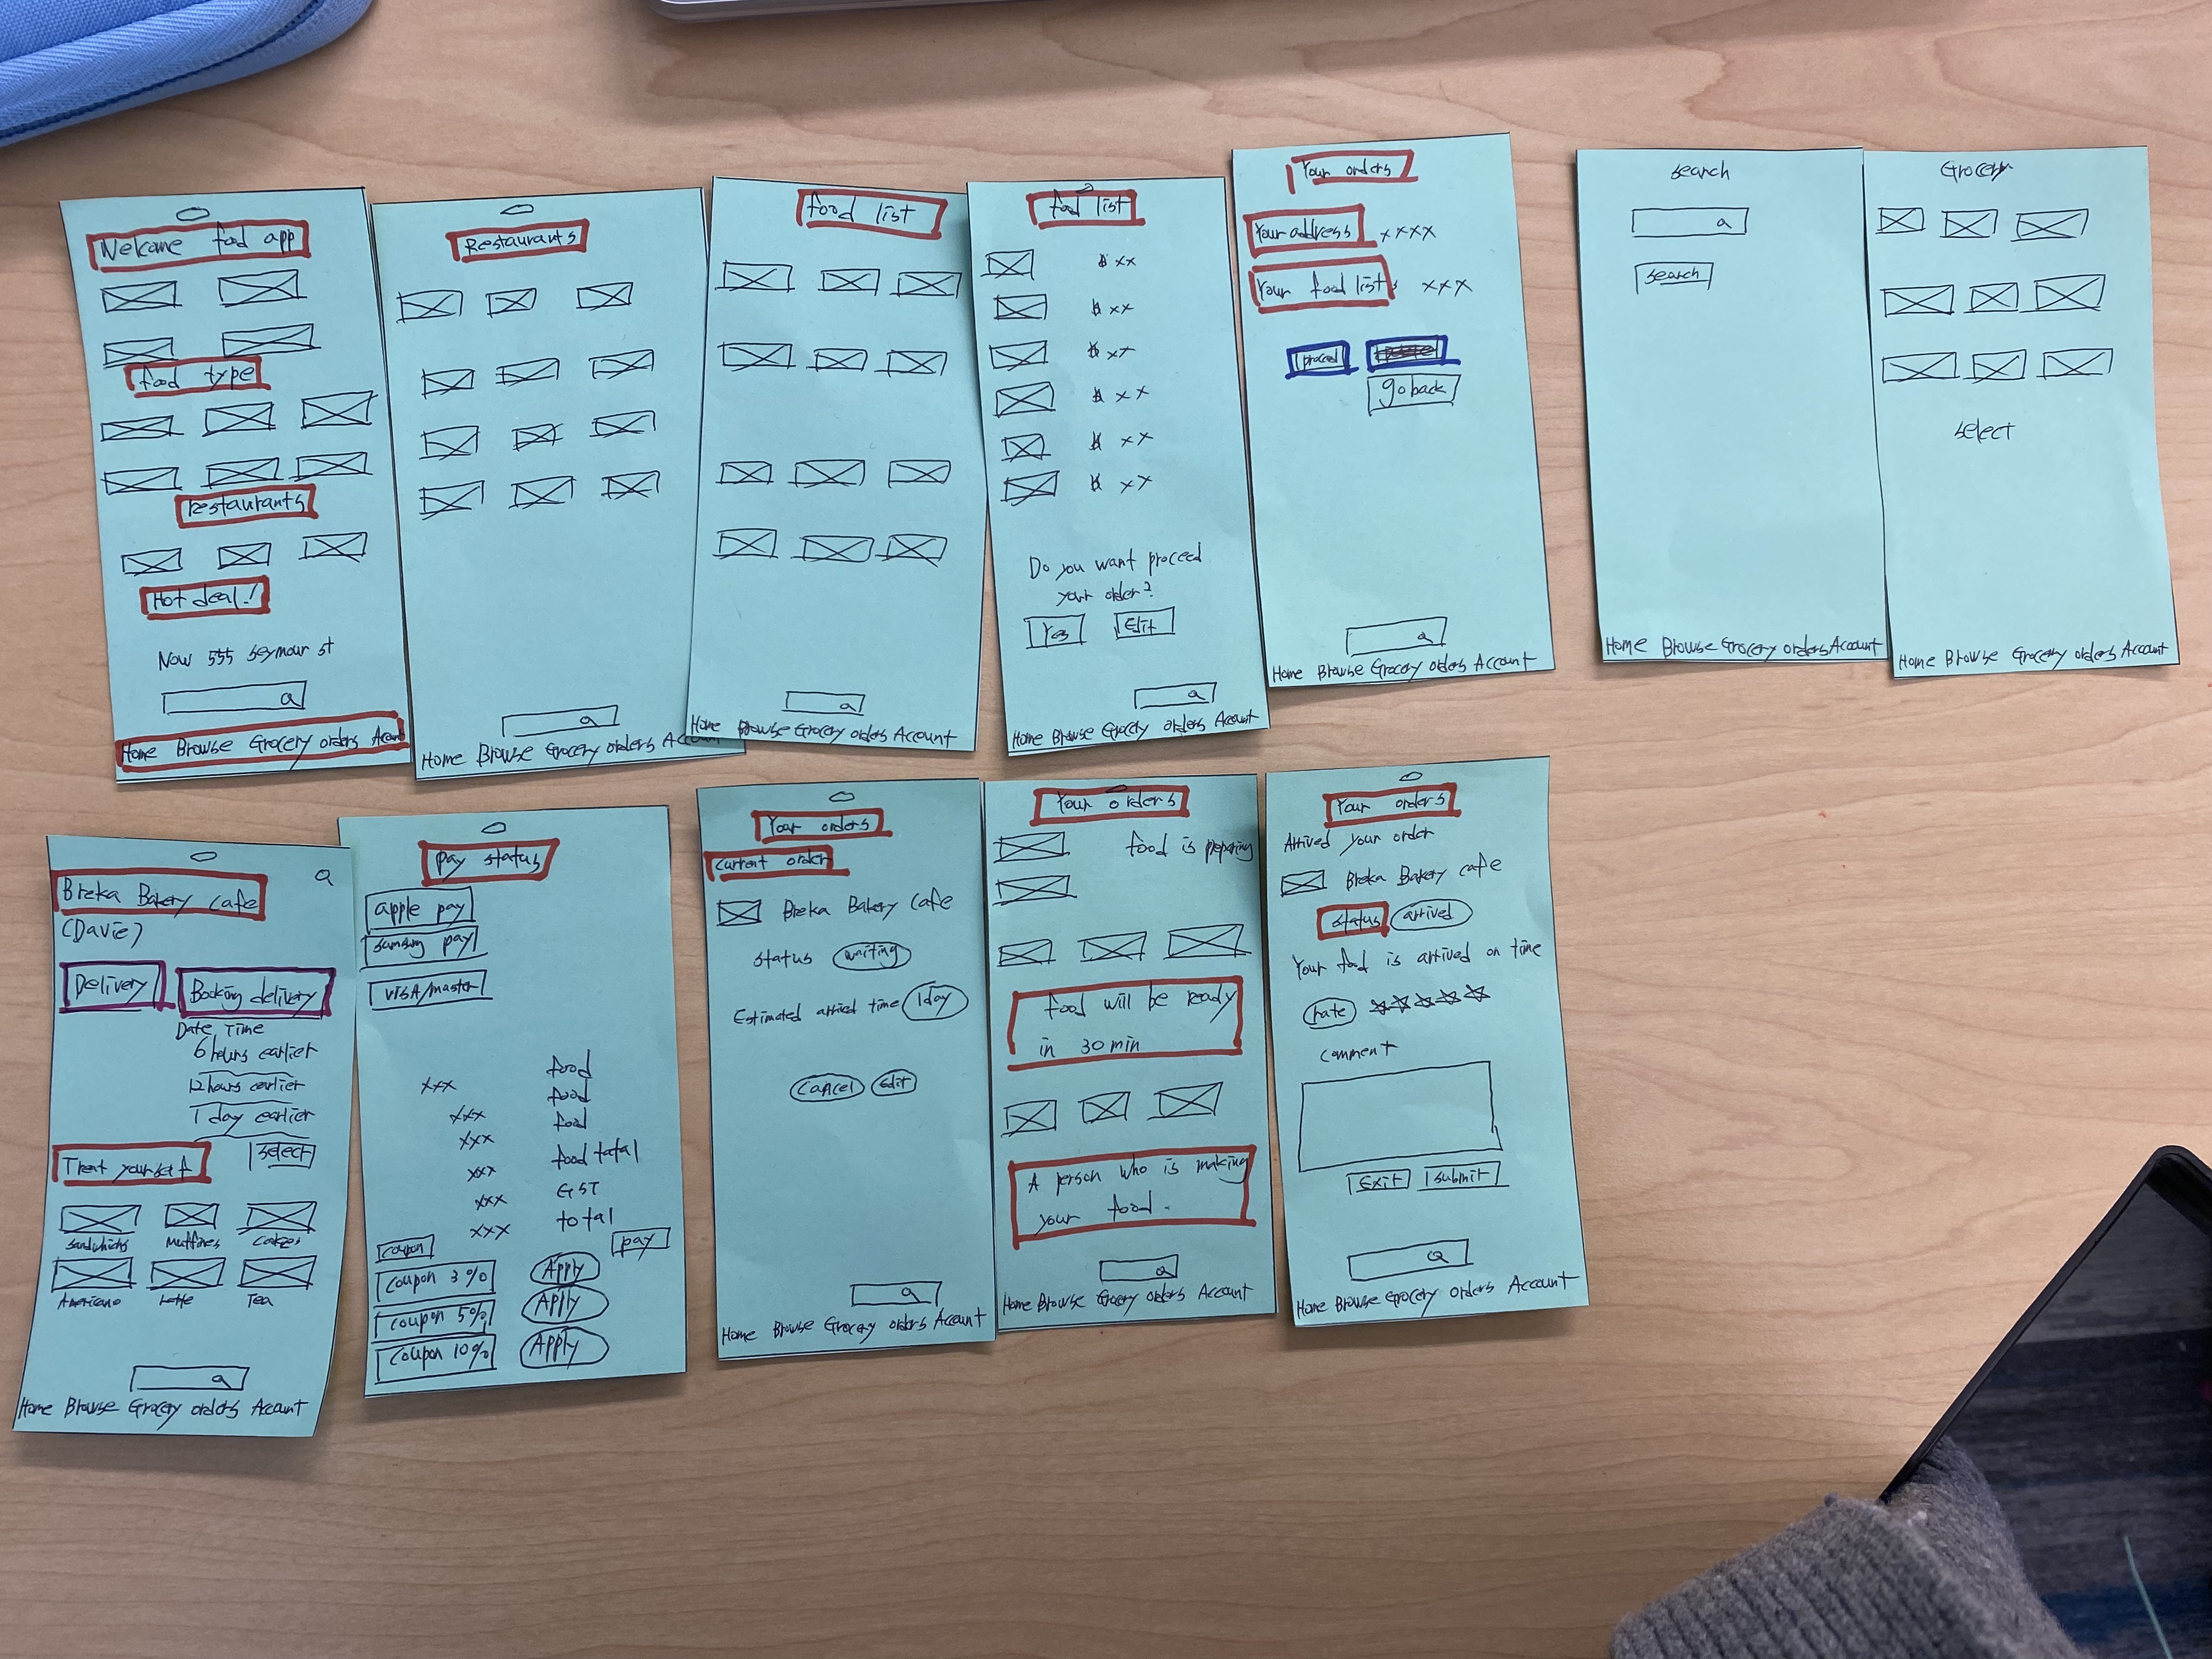 Welcome food app
food type
restaurants
Hot deal!
Now 555 Seymour st
Home Browse Grocery orders Account
Restaurants
Home Browse Grocery orders Account
food list
Home Browse Grocery orders Account
food list
$ xx
$ xx
$ xx
$ xx
$ xx
$ xx
Do you want proceed
your order?
Yes Edit
Home Browse Grocery orders Account
Your orders
Your address xxxx
Your food list xxx
proceed
go back
Home Browse Grocery orders Account
search
search
Home Browse Grocery orders Account
Grocery
select
Home Browse Grocery orders Account
Breka Bakery cafe
(Davie)
Delivery Booking delivery
Date, Time
6 hours earlier
12 hours earlier
1 day earlier
Treat yourself select
Sandwichs Muffines
Americano Latte Tea
Home Browse Grocery orders Account
pay status
apple pay
samsung pay
VISA/master
food
xxx food
xxx food
xxx
xxx food total
xxx GST
xxx total
coupon pay
coupon 3% Apply
coupon 5% Apply
coupon 10% Apply
Your orders
current order
Breka Bakery Cafe
status waiting
Estimated arrived time 1day
cancel edit
Home Browse Grocery orders Account
Your orders
food is preparing
food will be ready
in 30 min
A person who is making
your food.
Home Browse Grocery orders Account
Your orders
Arrived your order
Breka Bakery cafe
status arrived
Your food is arrived on time
rate
comment
Exit submit
Home Browse Grocery orders Account